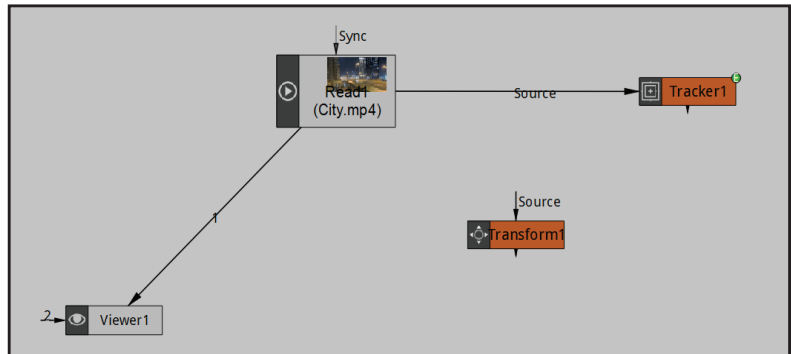 Sync
Read1
(City.mp4)
Source
E
Tracker1
1
Source
Transform1
2
Viewer1